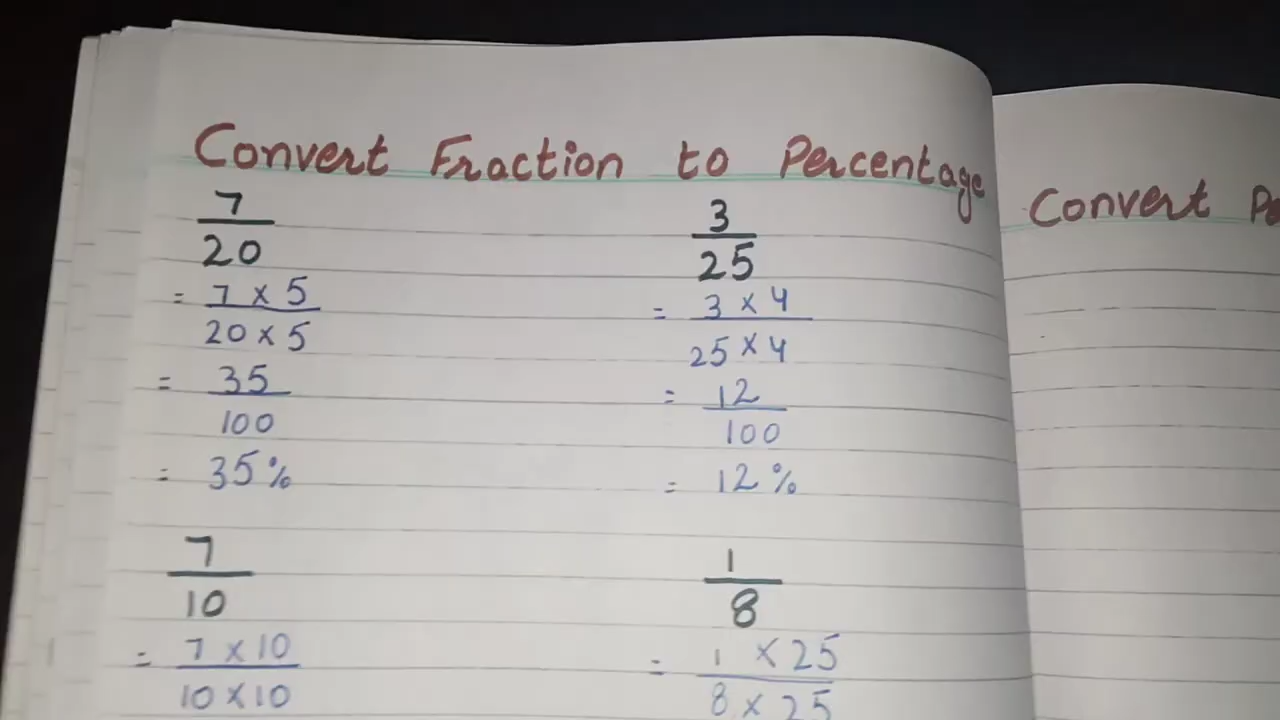 Convert Fraction to Percentage
7
20
= 7 × 5
20 × 5
= 35
100
= 35%
3
25
= 3 × 4
25 × 4
= 12
100
= 12%
7
10
= 7 × 10
10 × 10
1
8
= 1 × 25
8 × 25
Convert